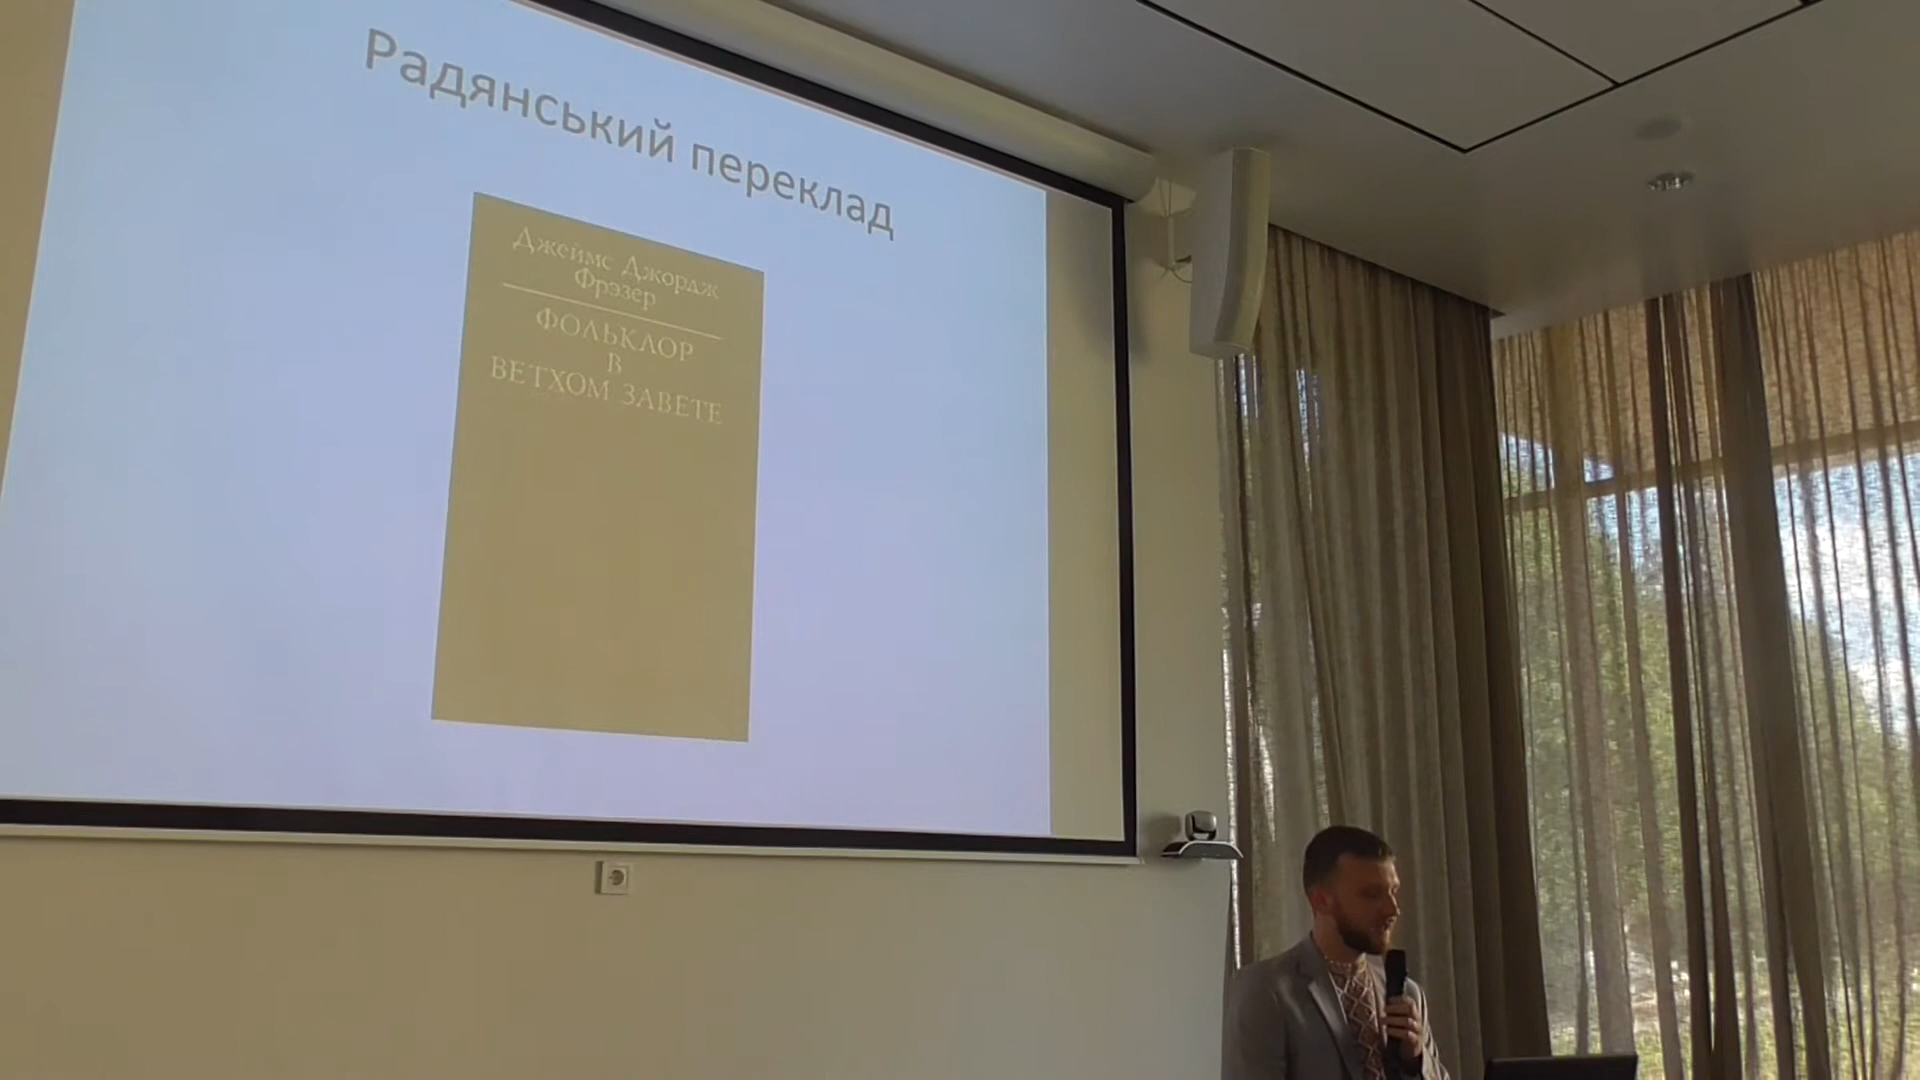 Радянський переклад
Джеймс Джордж
Фрэзер
ФОЛЬКЛОР
В
ВЕТХОМ ЗАВЕТЕ